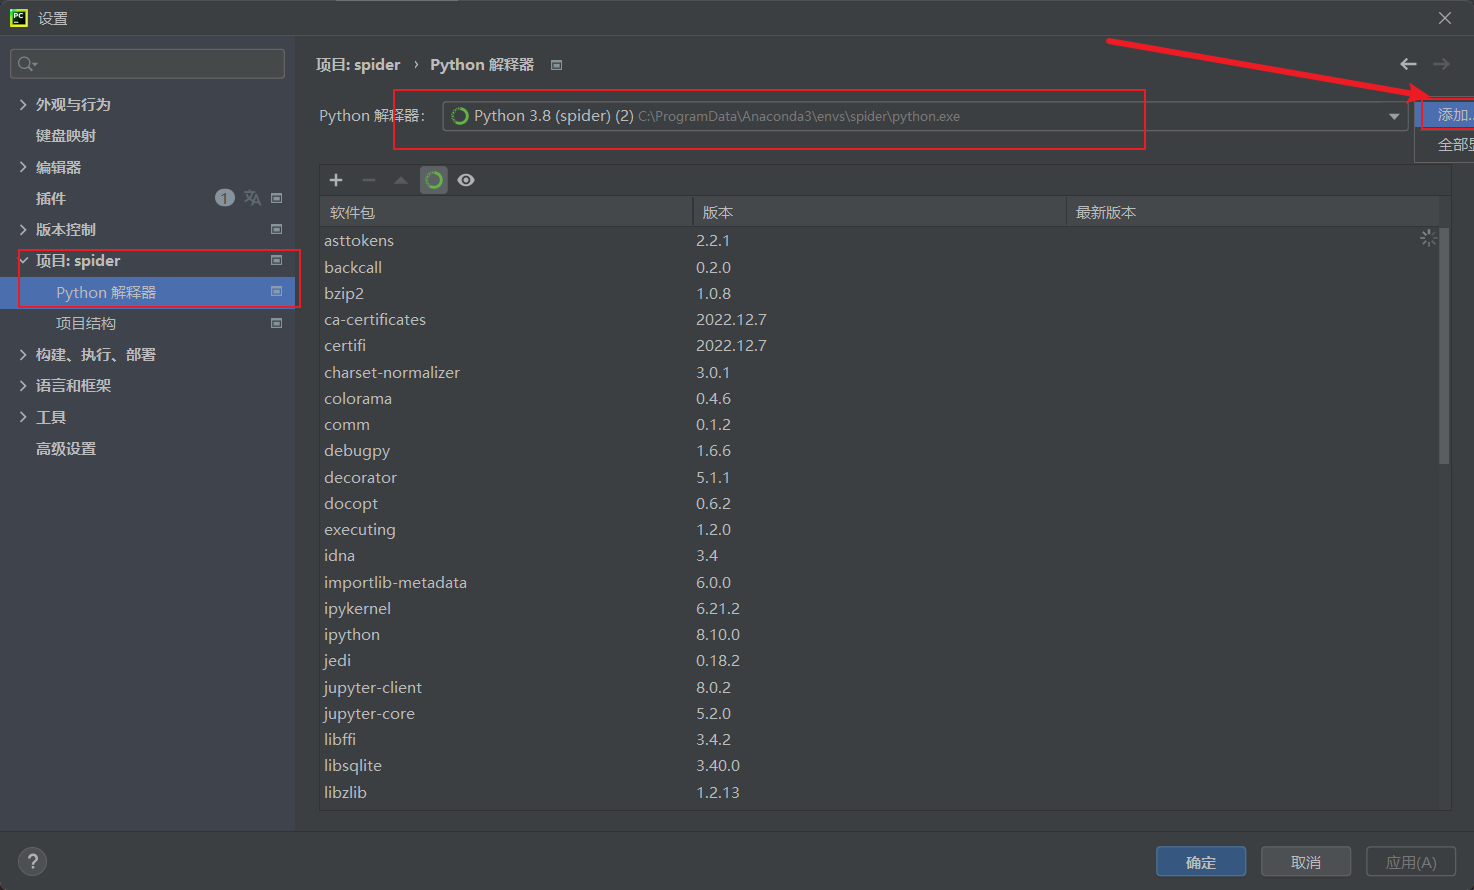 PC 设置
项目: spider › Python 解释器
外观与行为
键盘映射
编辑器
插件 1
版本控制
项目: spider
Python 解释器
项目结构
构建、执行、部署
语言和框架
工具
高级设置
Python 解释器: Python 3.8 (spider) (2) C:\ProgramData\Anaconda3\envs\spider\python.exe
添加..
全部
软件包 版本 最新版本
asttokens 2.2.1
backcall 0.2.0
bzip2 1.0.8
ca-certificates 2022.12.7
certifi 2022.12.7
charset-normalizer 3.0.1
colorama 0.4.6
comm 0.1.2
debugpy 1.6.6
decorator 5.1.1
docopt 0.6.2
executing 1.2.0
idna 3.4
importlib-metadata 6.0.0
ipykernel 6.21.2
ipython 8.10.0
jedi 0.18.2
jupyter-client 8.0.2
jupyter-core 5.2.0
libffi 3.4.2
libsqlite 3.40.0
libzlib 1.2.13
? 确定 取消 应用(A)